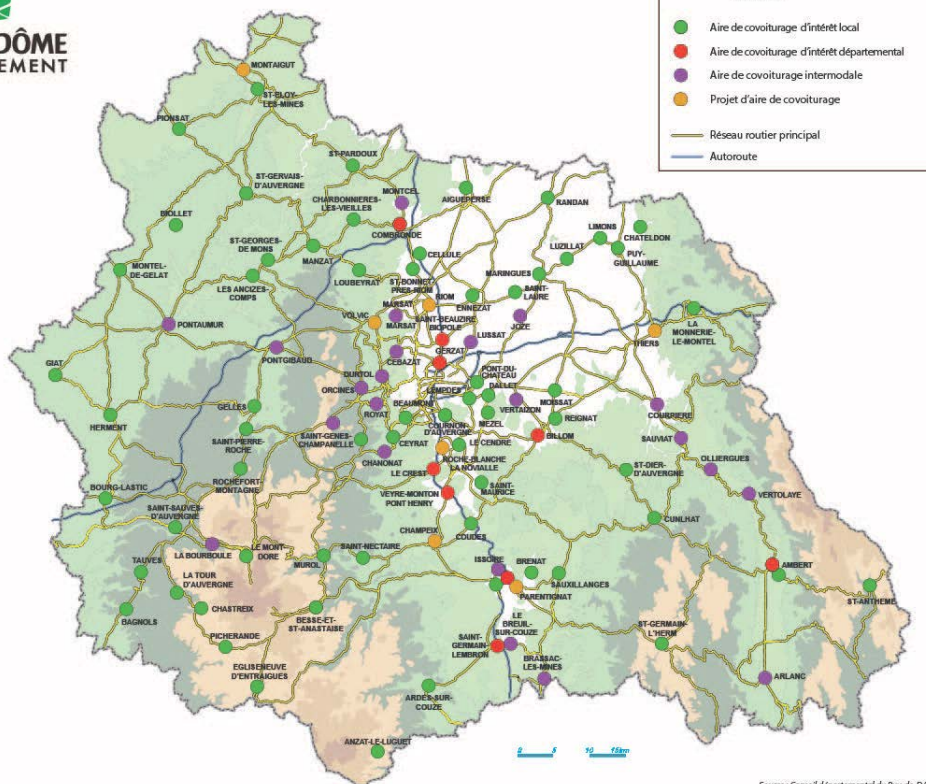 DÔME
EMENT
Aire de covoiturage d'intérêt local
Aire de covoiturage d'intérêt départemental
Aire de covoiturage intermodale
Projet d'aire de covoiturage
Réseau routier principal
Autoroute
MONTAIGUT
ST-ELOY-
LES-MINES
PIONSAT
ST-PARDOUX
ST-GERVAIS-
D'AUVERGNE
CHARBONNIERES-
LES-VIEILLES
MONTCEL
AIGUEPERSE
RANDAN
BIOLLET
COMBRONDE
LIMONS
CHATELDON
ST-GEORGES-
DE MONS
MANZAT
CELLULE
LUZILLAT
PUY-
GUILLAUME
MONTEL-
DE-GELAT
LES ANCIZES-
COMPS
LOUBEYRAT
ST-BONNET-
PRES-RIOM
MARINGUES
SAINT-
LAURE
RIOM
ENNEZAT
MARSAT
MARSAT
SAINT-BEAUZIRE
BIOPOLE
JOZE
LA
MONNERIE-
LE-MONTEL
PONTAUMUR
VOLVIC
THIERS
LUSSAT
GERZAT
PONTGIBAUD
CEBAZAT
GIAT
DURTOL
PONT-DU-
CHATEAU
ORCINES
LEMPDES
DALLET
BEAUMONT
MOISSAT
GELLES
ROYAT
VERTAIZON
COURPIERE
HERMENT
MEZEL
REIGNAT
COURNON-
D'AUVERGNE
SAINT-PIERRE-
ROCHE
SAINT-GENES-
CHAMPANELLE
CEYRAT
LE CENDRE
BILLOM
SAUVIAT
CHANONAT
ROCHE-BLANCHE
LA NOVIALLE
OLLIERGUES
ROCHEFORT-
MONTAGNE
LE CREST
ST-DIER-
D'AUVERGNE
BOURG-LASTIC
SAINT-
MAURICE
VERTOLAYE
VEYRE-MONTON
PONT HENRY
SAINT-SAUVES-
D'AUVERGNE
CUNLHAT
CHAMPEIX
COUDES
LA BOURBOULE
LE MONT
DORE
SAINT-NECTAIRE
TAUVES
MUROL
ISSOIRE
BRENAT
AMBERT
LA TOUR
D'AUVERGNE
SAUXILLANGES
PARENTIGNAT
ST-ANTHEME
CHASTREIX
BAGNOLS
BESSE-ET-
ST-ANASTAISE
LE
BREUIL-
SUR-COUZE
PICHERANDE
ST-GERMAIN-
L'HERM
SAINT-
GERMAIN-
LEMBRON
EGLISENEUVE
D'ENTRAIGUES
BRASSAC-
LES-MINES
ARLANC
ARDES-SUR-
COUZE
ANZAT-LE-LUGUET
5 10 15km